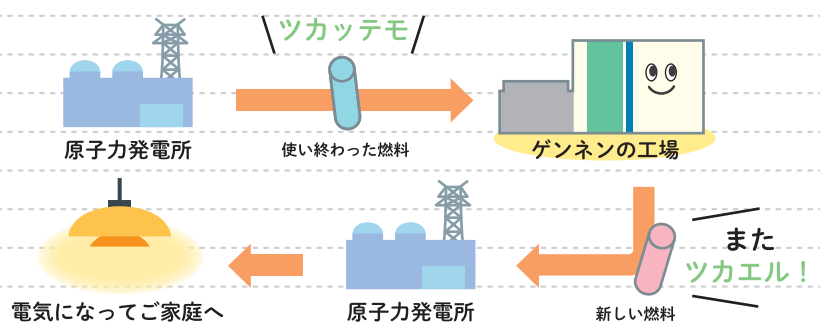 ツカッテモ
原子力発電所
使い終わった燃料
ゲンネンの工場
また
ツカエル！
新しい燃料
原子力発電所
電気になってご家庭へ